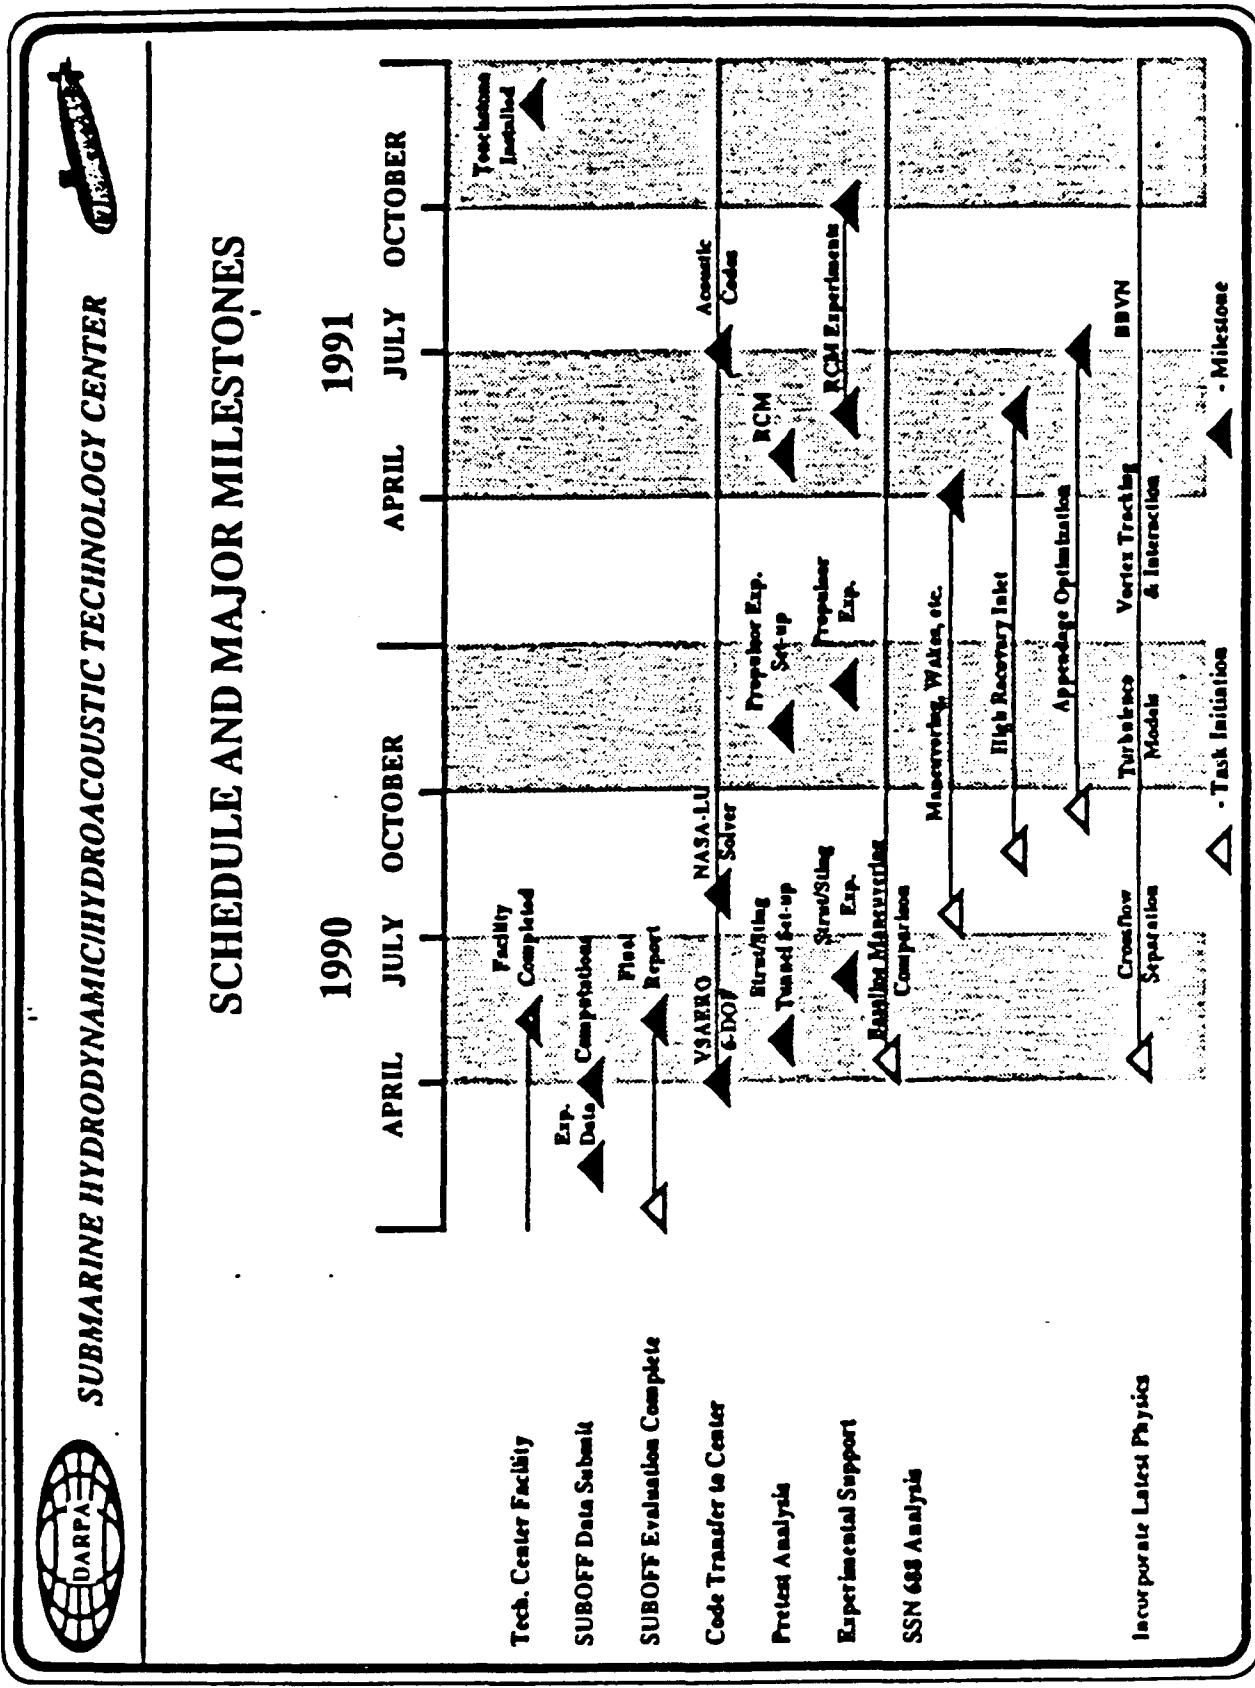 DARPA
SUBMARINE HYDRODYNAMIC/HYDROACOUSTIC TECHNOLOGY CENTER
SCHEDULE AND MAJOR MILESTONES
1990
1991
APRIL JULY OCTOBER APRIL JULY OCTOBER
Tech. Center Facility
Facility
Completed
Touchstone
Installed
SUBOFF Data Submit
Exp.
Data
Computations
SUBOFF Evaluation Complete
Final
Report
Code Transfer to Center
VSAERO
6-DOF
NASA-LU
Solver
Acoustic
Codes
Pretest Analysis
Strut/Sting
Tunnel Set-up
Propulsor Exp.
Set-up
RCM
Experimental Support
Strut/Sting
Exp.
Propulsor
Exp.
RCM Experiments
SSN 688 Analysis
Baseline Maneuvering
Comparison
Maneuvering, Wakes, etc.
High Recovery Inlet
Appendage Optimization
Incorporate Latest Physics
Crossflow
Separation
Turbulence
Models
Vortex Tracking
& Interaction
- Task Initiation
- Milestone